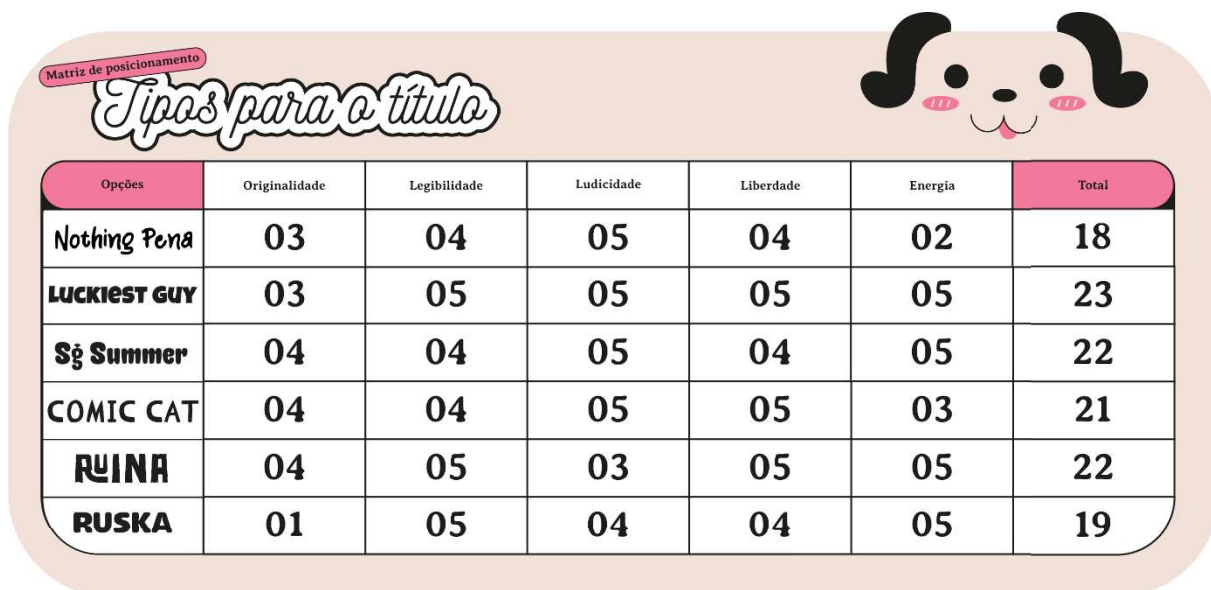 Matriz de posicionamento
Tipos para o título
Opções Originalidade Legibilidade Ludicidade Liberdade Energia Total
Nothing Pena 03 04 05 04 02 18
LUCKIEST GUY 03 05 05 05 05 23
Sġ Summer 04 04 05 04 05 22
COMIC CAT 04 04 05 05 03 21
RUINA 04 05 03 05 05 22
RUSKA 01 05 04 04 05 19